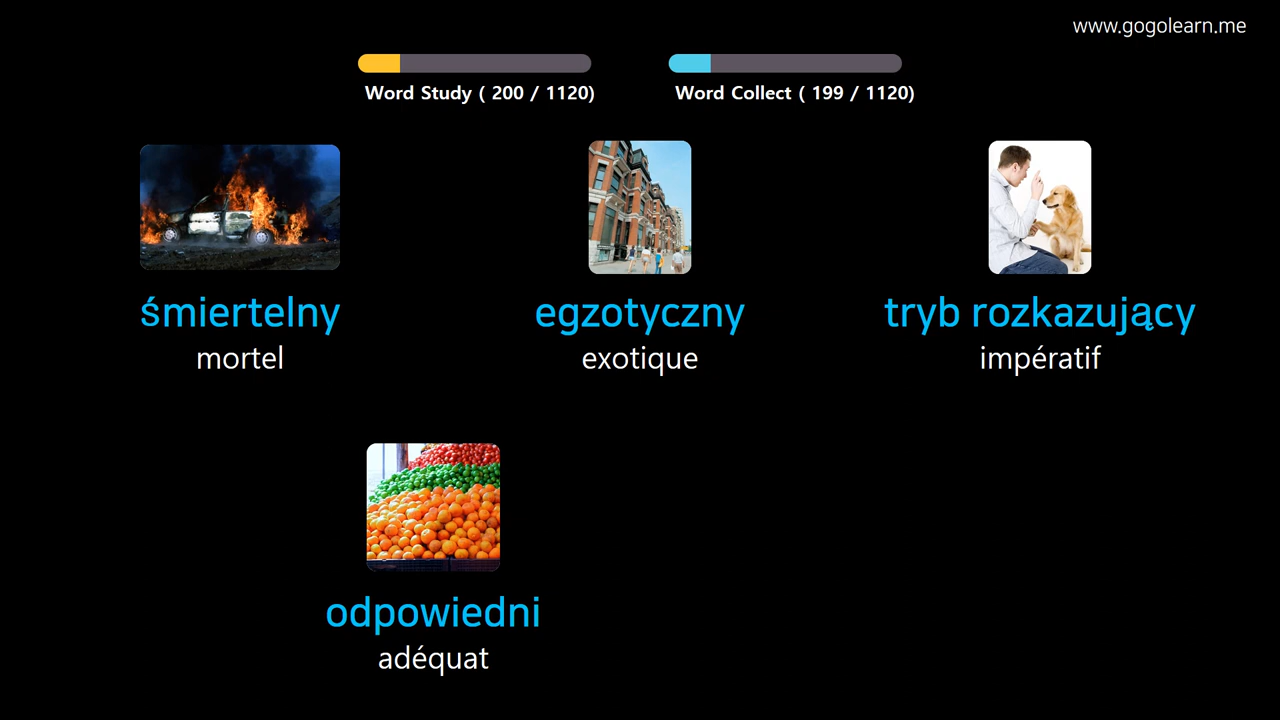 www.gogolearn.me
Word Study ( 200 / 1120)
Word Collect ( 199 / 1120)
śmiertelny
mortel
egzotyczny
exotique
tryb rozkazujący
impératif
odpowiedni
adéquat